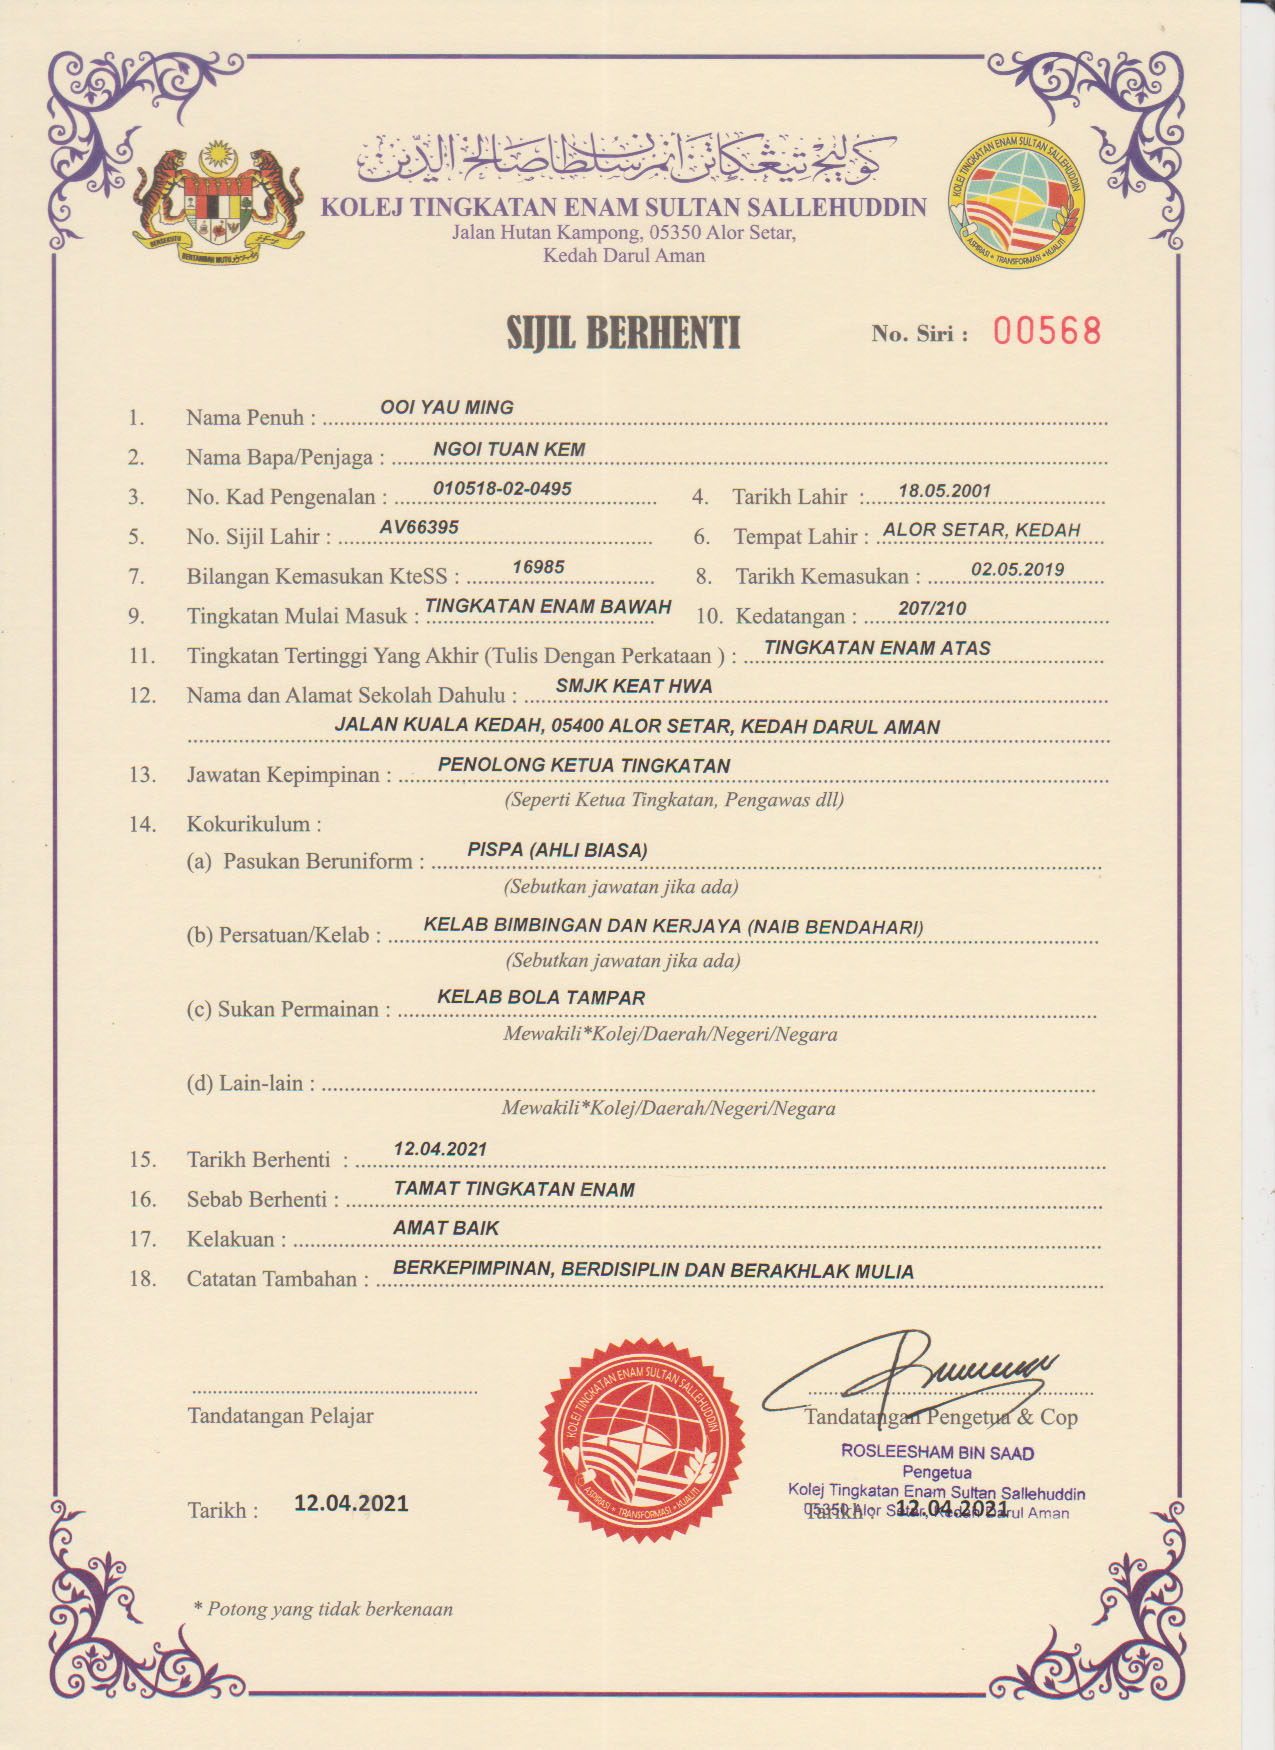 كوليج تيڠكتن انم سلطان صالح الدين
KOLEJ TINGKATAN ENAM SULTAN SALLEHUDDIN
Jalan Hutan Kampong, 05350 Alor Setar,
Kedah Darul Aman
BERSEKUTU BERTAMBAH MUTU
KOLEJ TINGKATAN ENAM SULTAN SALLEHUDDIN
ASPIRASI • TRANSFORMASI • KUALITI
SIJIL BERHENTI
No. Siri : 00568
1. Nama Penuh : OOI YAU MING
2. Nama Bapa/Penjaga : NGOI TUAN KEM
3. No. Kad Pengenalan : 010518-02-0495 4. Tarikh Lahir : 18.05.2001
5. No. Sijil Lahir : AV66395 6. Tempat Lahir : ALOR SETAR, KEDAH
7. Bilangan Kemasukan KteSS : 16985 8. Tarikh Kemasukan : 02.05.2019
9. Tingkatan Mulai Masuk : TINGKATAN ENAM BAWAH 10. Kedatangan : 207/210
11. Tingkatan Tertinggi Yang Akhir (Tulis Dengan Perkataan ) : TINGKATAN ENAM ATAS
12. Nama dan Alamat Sekolah Dahulu : SMJK KEAT HWA
JALAN KUALA KEDAH, 05400 ALOR SETAR, KEDAH DARUL AMAN
13. Jawatan Kepimpinan : PENOLONG KETUA TINGKATAN
(Seperti Ketua Tingkatan, Pengawas dll)
14. Kokurikulum :
(a) Pasukan Beruniform : PISPA (AHLI BIASA)
(Sebutkan jawatan jika ada)
(b) Persatuan/Kelab : KELAB BIMBINGAN DAN KERJAYA (NAIB BENDAHARI)
(Sebutkan jawatan jika ada)
(c) Sukan Permainan : KELAB BOLA TAMPAR
Mewakili*Kolej/Daerah/Negeri/Negara
(d) Lain-lain :
Mewakili*Kolej/Daerah/Negeri/Negara
15. Tarikh Berhenti : 12.04.2021
16. Sebab Berhenti : TAMAT TINGKATAN ENAM
17. Kelakuan : AMAT BAIK
18. Catatan Tambahan : BERKEPIMPINAN, BERDISIPLIN DAN BERAKHLAK MULIA
KOLEJ TINGKATAN ENAM SULTAN SALLEHUDDIN
ASPIRASI • TRANSFORMASI • KUALITI
Tandatangan Pelajar
Tandatangan Pengetua & Cop
ROSLEESHAM BIN SAAD
Pengetua
Kolej Tingkatan Enam Sultan Sallehuddin
05350 Alor Setar, Kedah Darul Aman
Tarikh : 12.04.2021
Tarikh : 12.04.2021
* Potong yang tidak berkenaan